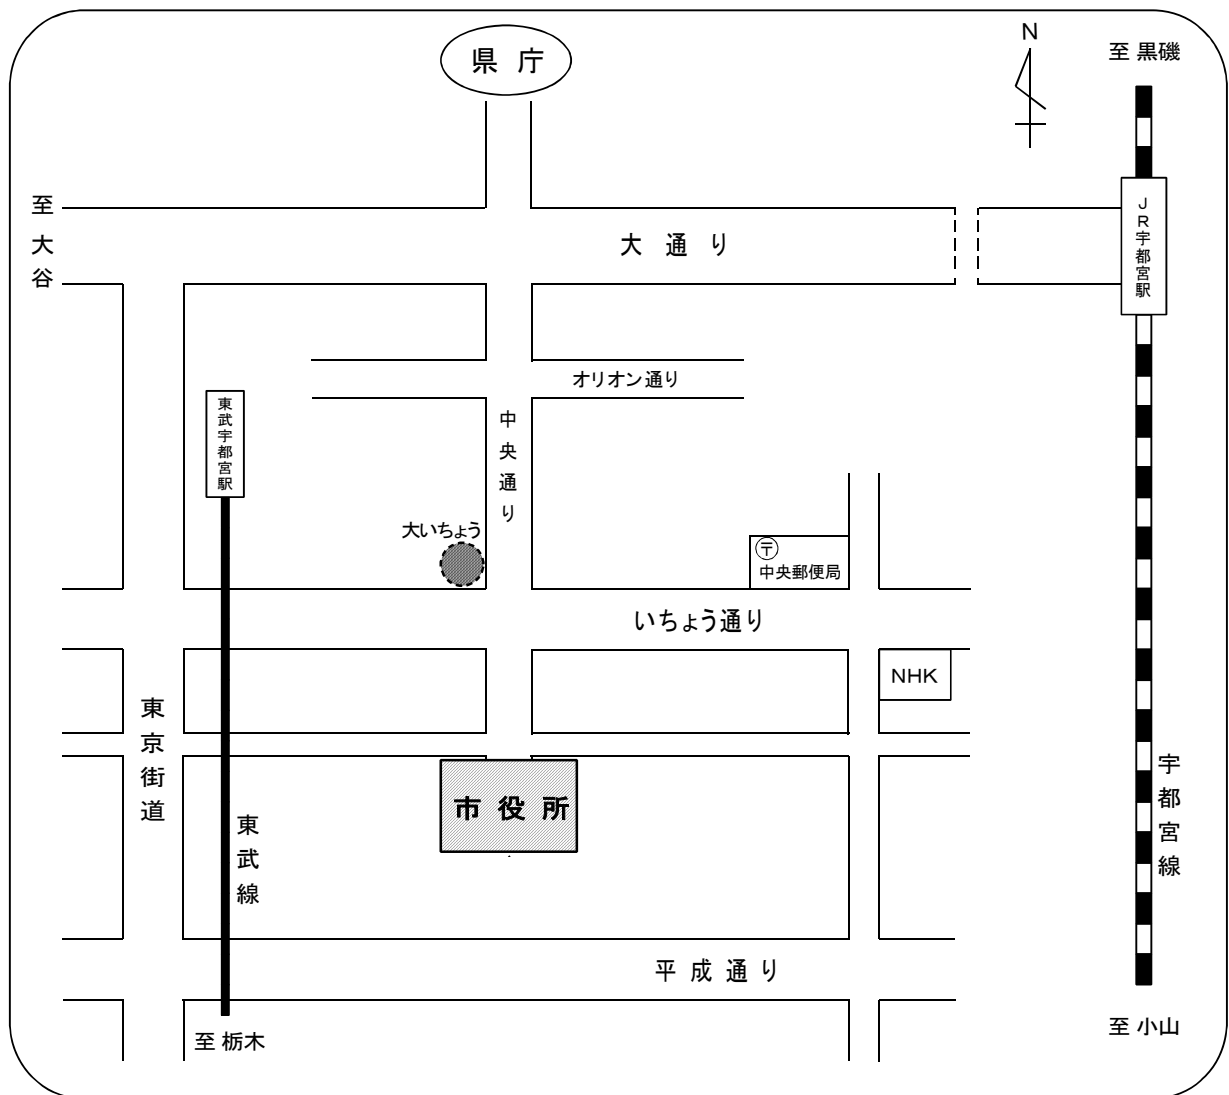 県庁
N
至 黒磯
至大谷
大通り
JR宇都宮駅
オリオン通り
東武宇都宮駅
中央通り
大いちょう
〒
中央郵便局
いちょう通り
NHK
東京街道
市役所
東武線
宇都宮線
平成通り
至 栃木
至 小山